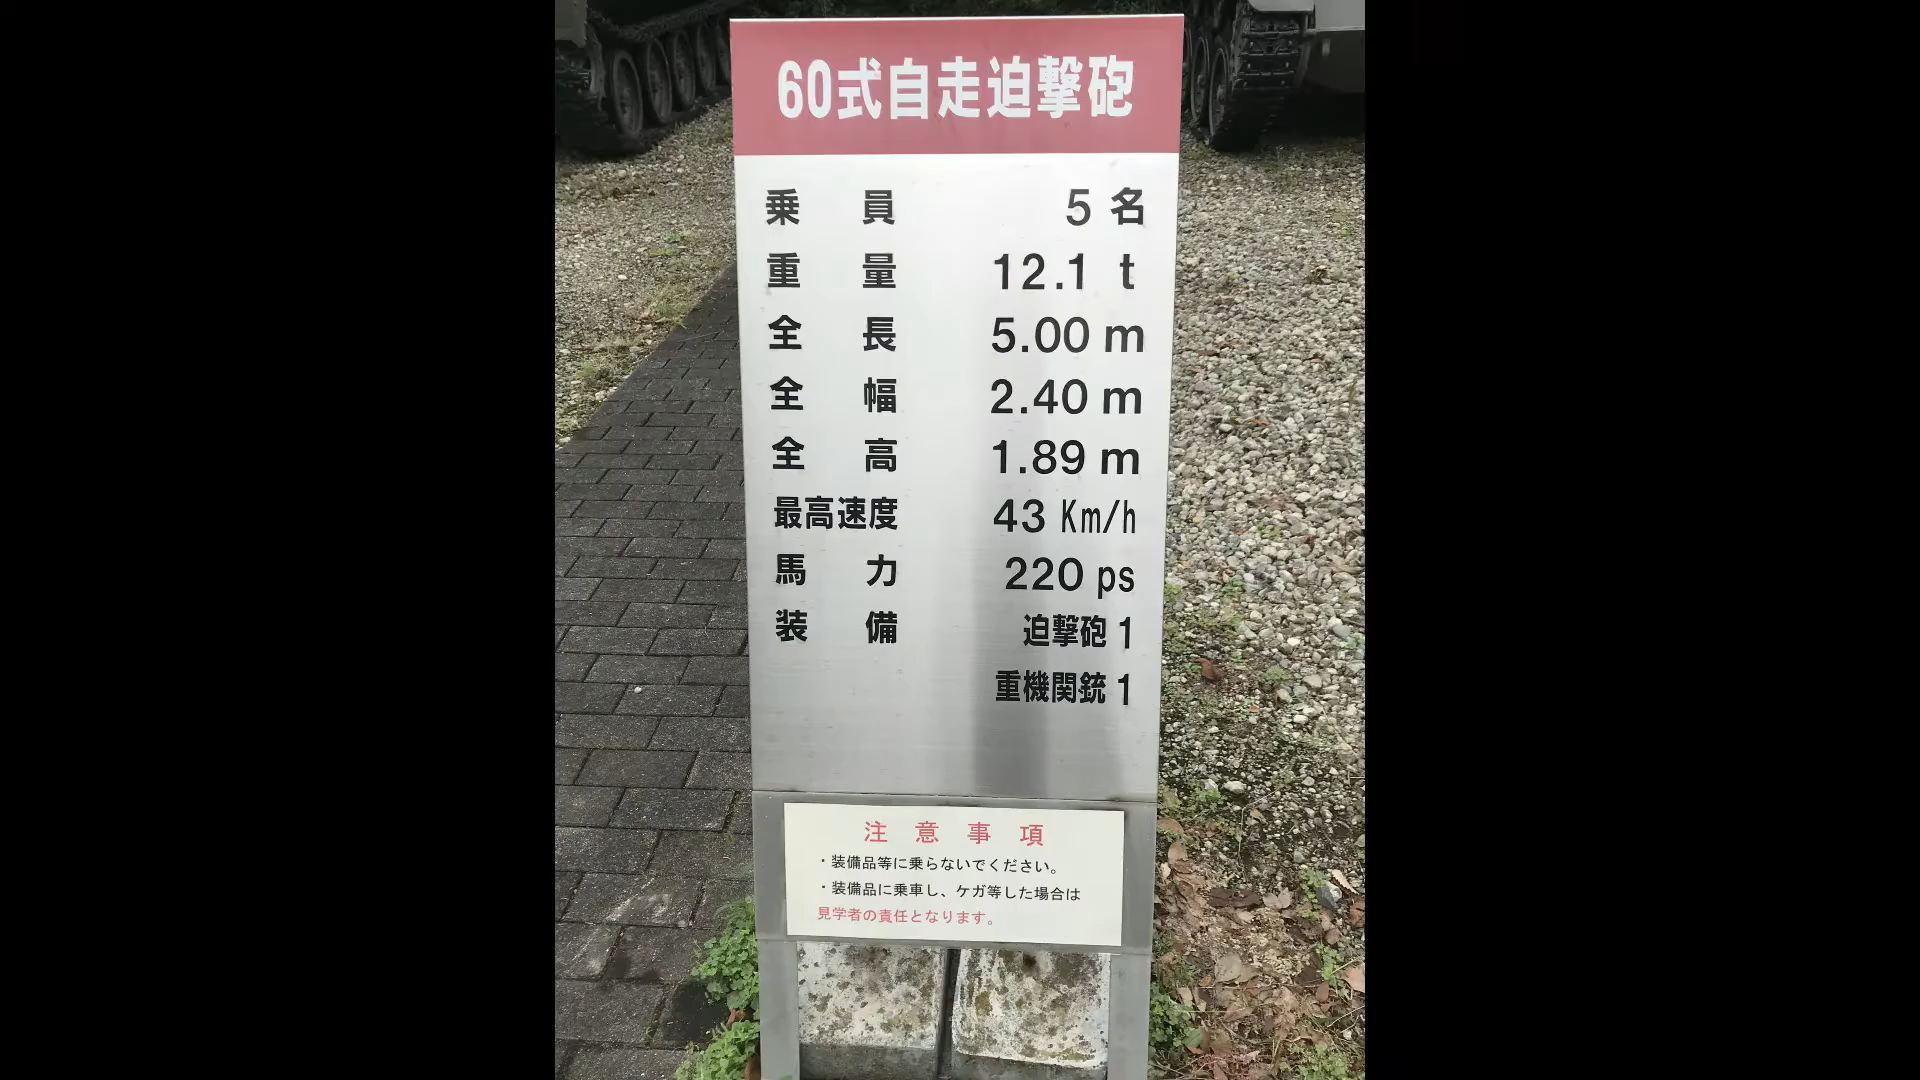 60式自走迫撃砲
乗員 5名
重量 12.1 t
全長 5.00 m
全幅 2.40 m
全高 1.89 m
最高速度 43 Km/h
馬力 220 ps
装備 迫撃砲 1
重機関銃 1
注意事項
・装備品等に乗らないでください。
・装備品に乗車し、ケガ等した場合は
見学者の責任となります。